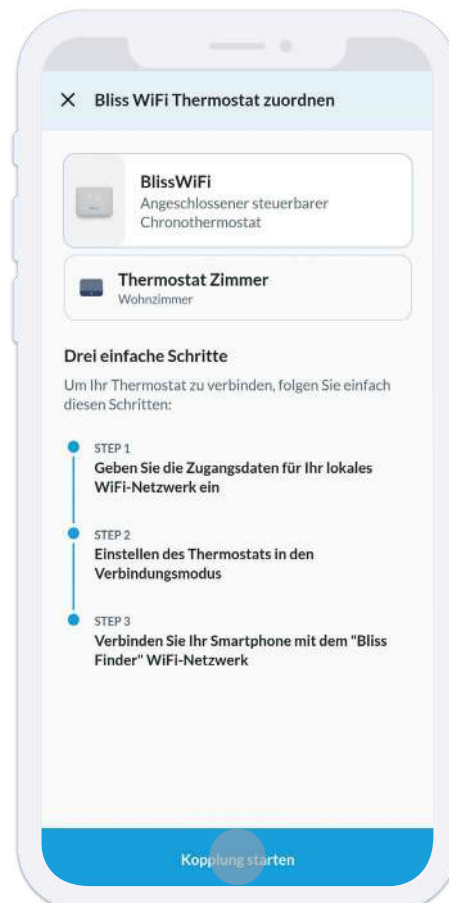 Bliss WiFi Thermostat zuordnen
BlissWiFi
Angeschlossener steuerbarer
Chronothermostat
Thermostat Zimmer
Wohnzimmer
Drei einfache Schritte
Um Ihr Thermostat zu verbinden, folgen Sie einfach
diesen Schritten:
STEP 1
Geben Sie die Zugangsdaten für Ihr lokales
WiFi-Netzwerk ein
STEP 2
Einstellen des Thermostats in den
Verbindungsmodus
STEP 3
Verbinden Sie Ihr Smartphone mit dem "Bliss
Finder" WiFi-Netzwerk
Kopplung starten